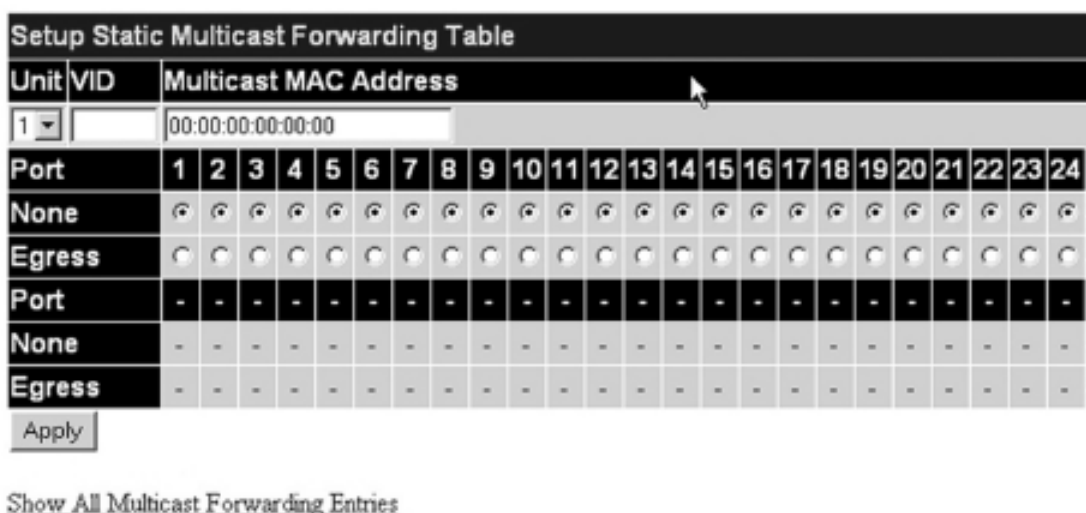 Setup Static Multicast Forwarding Table
Unit VID Multicast MAC Address
1 00:00:00:00:00:00
Port 1 2 3 4 5 6 7 8 9 10 11 12 13 14 15 16 17 18 19 20 21 22 23 24
None
Egress
Port - - - - - - - - - - - - - - - - - - - - - - - -
None - - - - - - - - - - - - - - - - - - - - - - - -
Egress - - - - - - - - - - - - - - - - - - - - - - - -
Apply
Show All Multicast Forwarding Entries